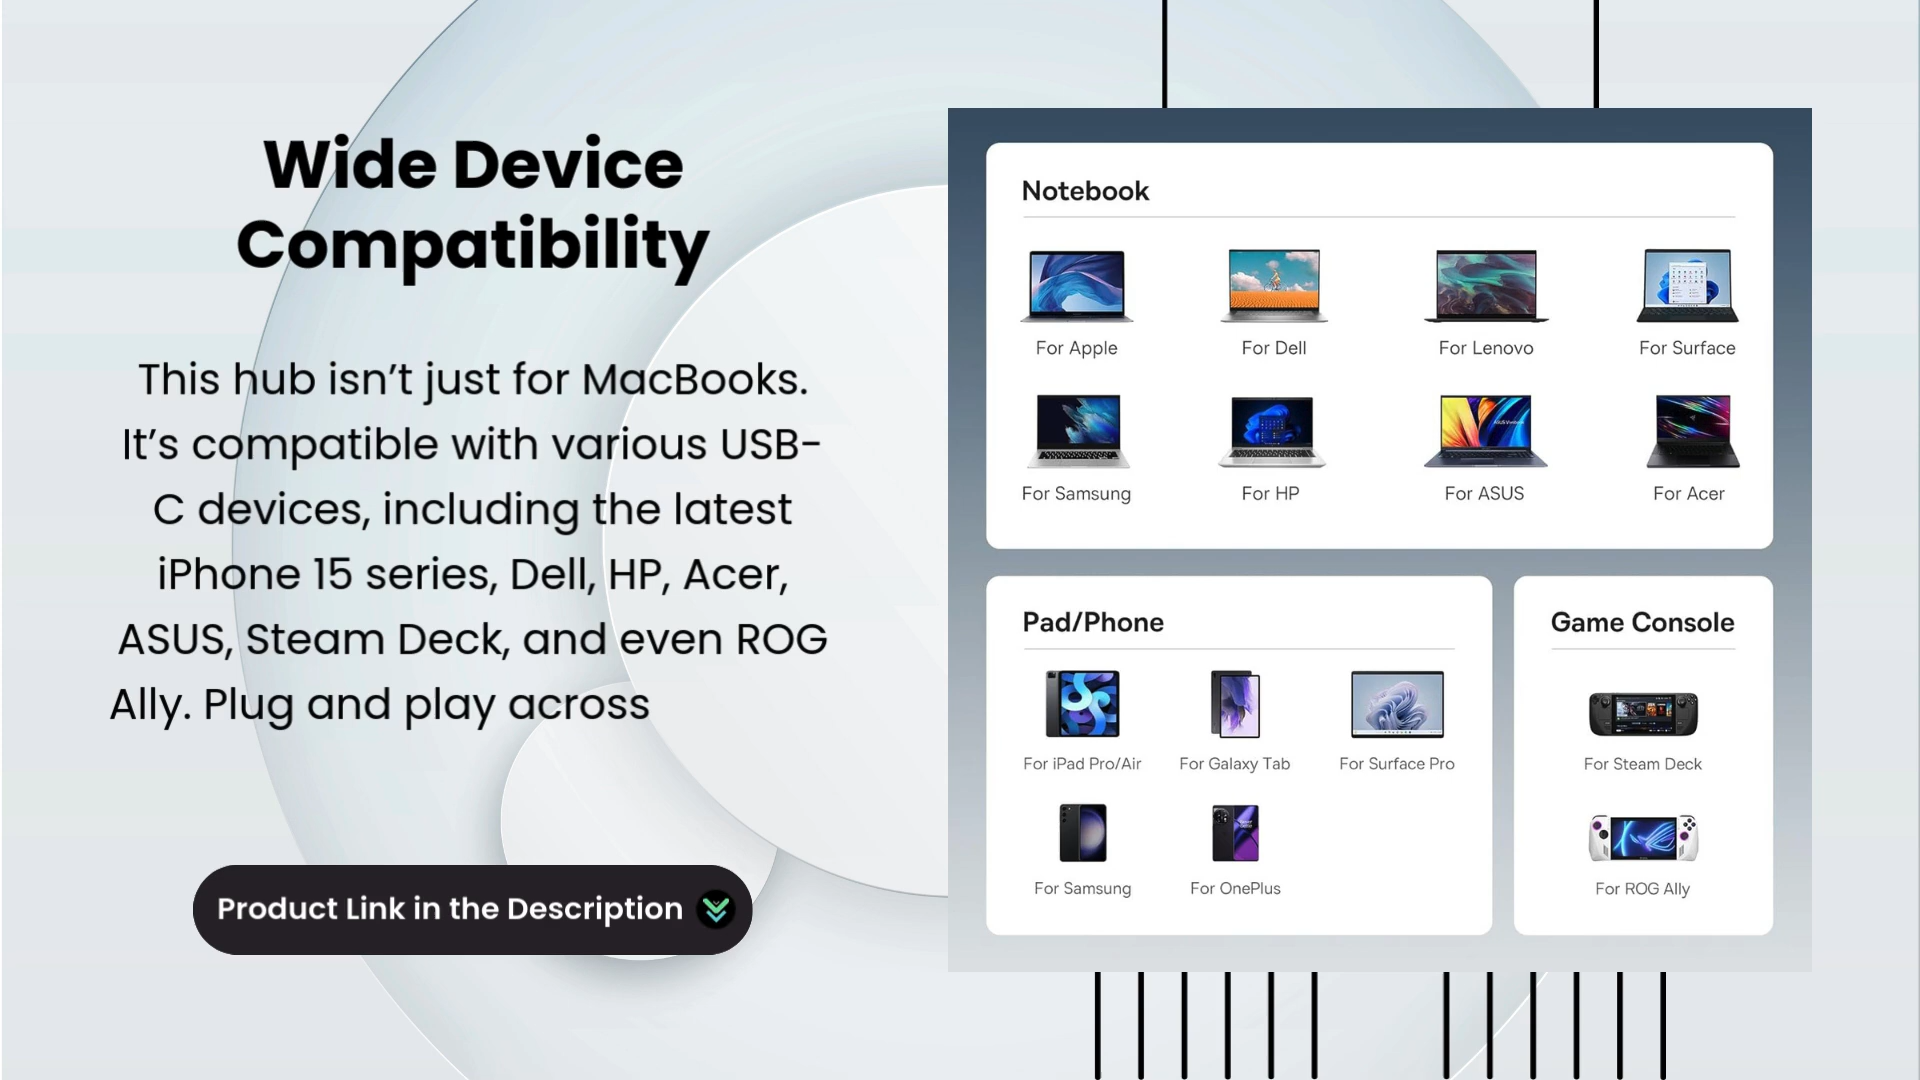 Wide Device
Compatibility
This hub isn’t just for MacBooks.
It’s compatible with various USB-
C devices, including the latest
iPhone 15 series, Dell, HP, Acer,
ASUS, Steam Deck, and even ROG
Ally. Plug and play across
Product Link in the Description
Notebook
For Apple
For Dell
For Lenovo
For Surface
For Samsung
For HP
For ASUS
For Acer
Pad/Phone
For iPad Pro/Air
For Galaxy Tab
For Surface Pro
For Samsung
For OnePlus
Game Console
For Steam Deck
For ROG Ally